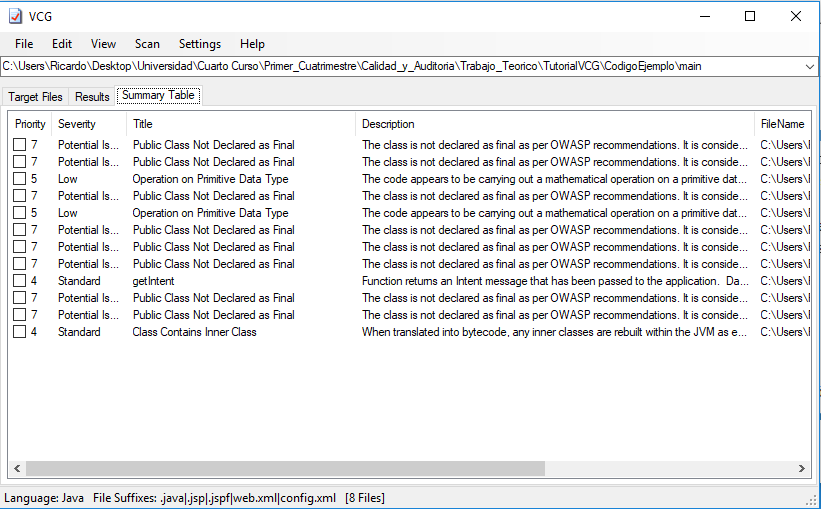 VCG
File Edit View Scan Settings Help
C:\Users\Ricardo\Desktop\Universidad\Cuarto Curso\Primer_Cuatrimestre\Calidad_y_Auditoria\Trabajo_Teorico\TutorialVCG\CodigoEjemplo\main
Target Files Results Summary Table
Priority Severity Title Description FileName
7 Potential Is... Public Class Not Declared as Final The class is not declared as final as per OWASP recommendations. It is conside... C:\Users\
7 Potential Is... Public Class Not Declared as Final The class is not declared as final as per OWASP recommendations. It is conside... C:\Users\
5 Low Operation on Primitive Data Type The code appears to be carrying out a mathematical operation on a primitive dat... C:\Users\
7 Potential Is... Public Class Not Declared as Final The class is not declared as final as per OWASP recommendations. It is conside... C:\Users\
5 Low Operation on Primitive Data Type The code appears to be carrying out a mathematical operation on a primitive dat... C:\Users\
7 Potential Is... Public Class Not Declared as Final The class is not declared as final as per OWASP recommendations. It is conside... C:\Users\
7 Potential Is... Public Class Not Declared as Final The class is not declared as final as per OWASP recommendations. It is conside... C:\Users\
7 Potential Is... Public Class Not Declared as Final The class is not declared as final as per OWASP recommendations. It is conside... C:\Users\
4 Standard getIntent Function returns an Intent message that has been passed to the application. Da... C:\Users\
7 Potential Is... Public Class Not Declared as Final The class is not declared as final as per OWASP recommendations. It is conside... C:\Users\
7 Potential Is... Public Class Not Declared as Final The class is not declared as final as per OWASP recommendations. It is conside... C:\Users\
4 Standard Class Contains Inner Class When translated into bytecode, any inner classes are rebuilt within the JVM as e... C:\Users\
Language: Java File Suffixes: .java|.jsp|.jspf|web.xml|config.xml [8 Files]